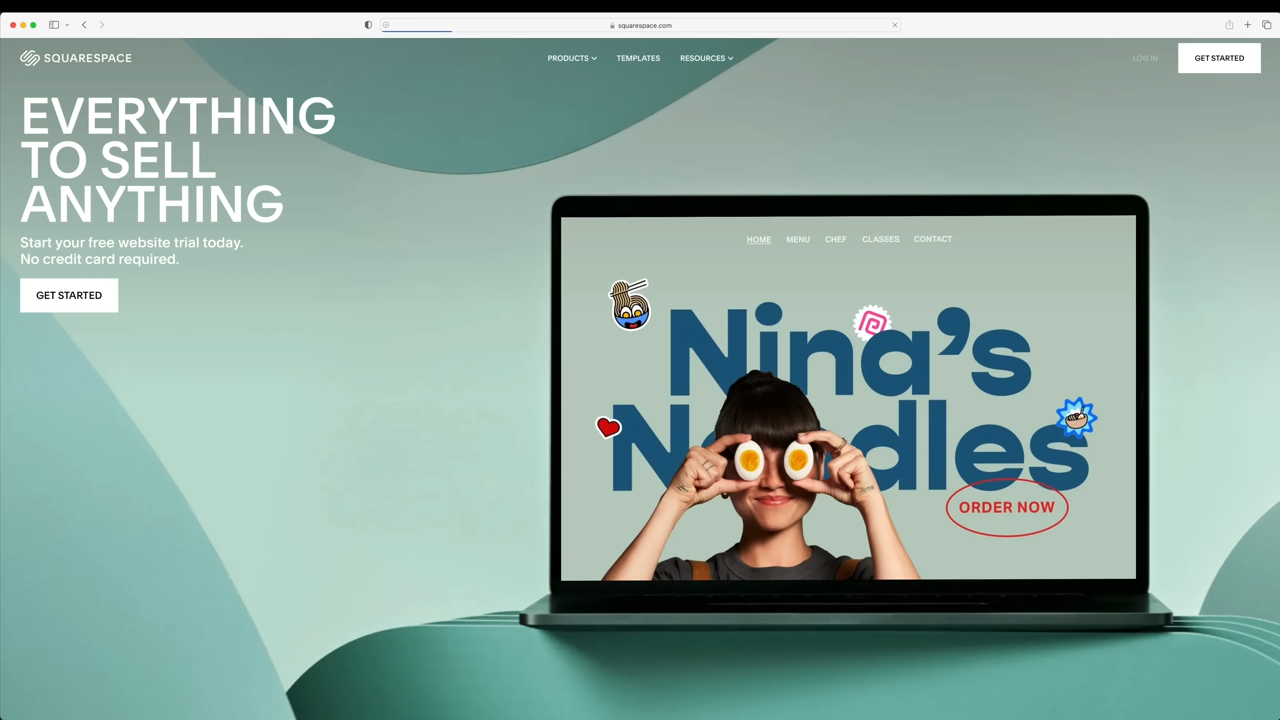 squarespace.com
SQUARESPACE
PRODUCTS
TEMPLATES
RESOURCES
LOG IN
GET STARTED
EVERYTHING
TO SELL
ANYTHING
Start your free website trial today.
No credit card required.
GET STARTED
HOME MENU CHEF CLASSES CONTACT
Nina's
Noodles
ORDER NOW